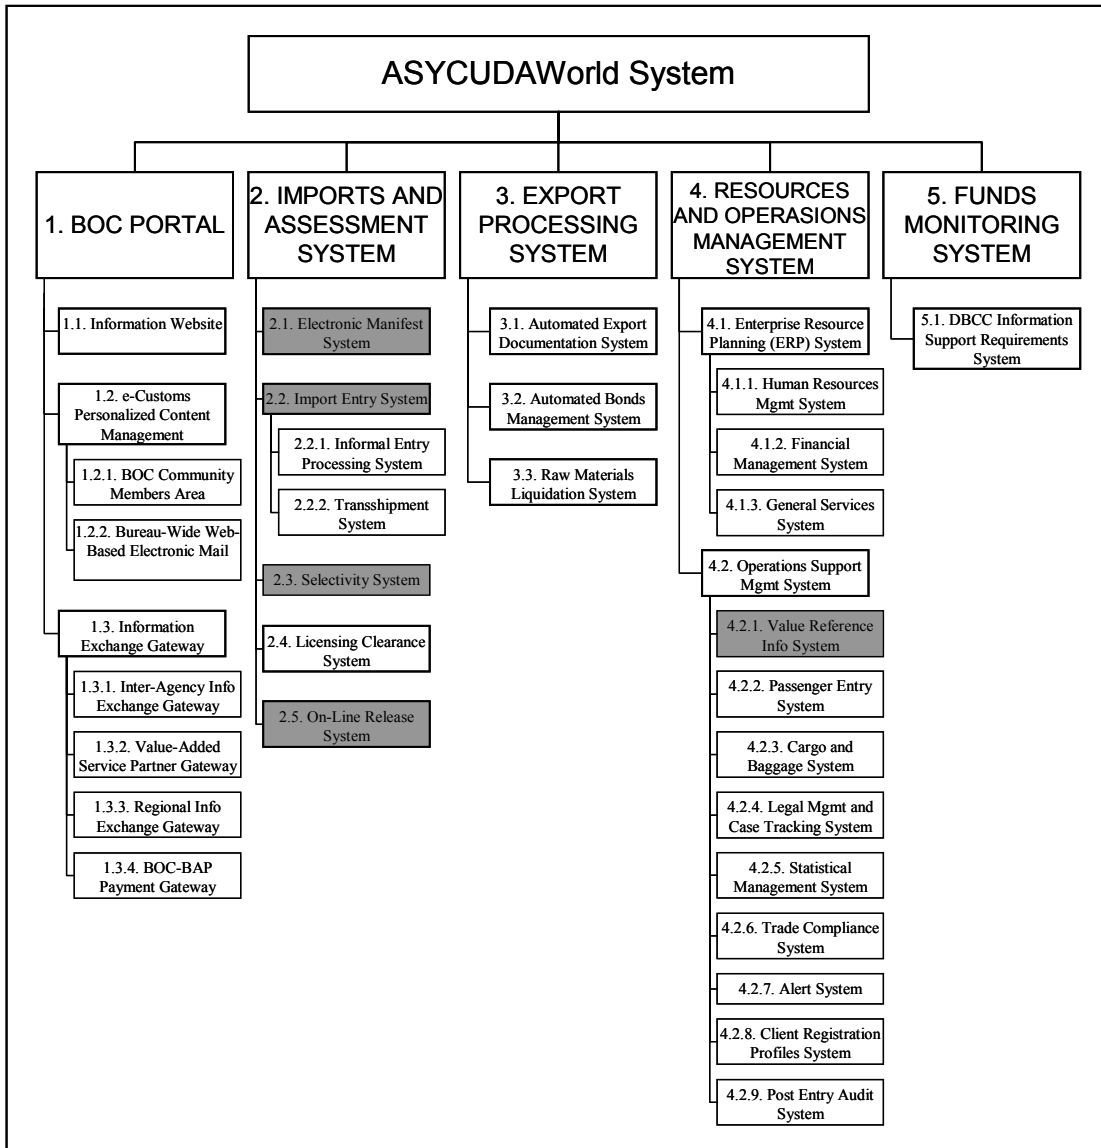 ASYCUDAWorld System
1. BOC PORTAL
2. IMPORTS AND
ASSESSMENT
SYSTEM
3. EXPORT
PROCESSING
SYSTEM
4. RESOURCES
AND OPERASIONS
MANAGEMENT
SYSTEM
5. FUNDS
MONITORING
SYSTEM
1.1. Information Website
1.2. e-Customs
Personalized Content
Management
1.2.1. BOC Community
Members Area
1.2.2. Bureau-Wide Web-
Based Electronic Mail
1.3. Information
Exchange Gateway
1.3.1. Inter-Agency Info
Exchange Gateway
1.3.2. Value-Added
Service Partner Gateway
1.3.3. Regional Info
Exchange Gateway
1.3.4. BOC-BAP
Payment Gateway
2.1. Electronic Manifest
System
2.2. Import Entry System
2.2.1. Informal Entry
Processing System
2.2.2. Transshipment
System
2.3. Selectivity System
2.4. Licensing Clearance
System
2.5. On-Line Release
System
3.1. Automated Export
Documentation System
3.2. Automated Bonds
Management System
3.3. Raw Materials
Liquidation System
4.1. Enterprise Resource
Planning (ERP) System
4.1.1. Human Resources
Mgmt System
4.1.2. Financial
Management System
4.1.3. General Services
System
4.2. Operations Support
Mgmt System
4.2.1. Value Reference
Info System
4.2.2. Passenger Entry
System
4.2.3. Cargo and
Baggage System
4.2.4. Legal Mgmt and
Case Tracking System
4.2.5. Statistical
Management System
4.2.6. Trade Compliance
System
4.2.7. Alert System
4.2.8. Client Registration
Profiles System
4.2.9. Post Entry Audit
System
5.1. DBCC Information
Support Requirements
System